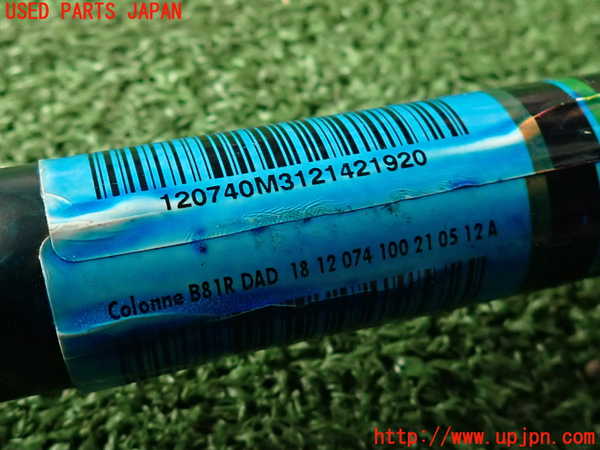 USED PARTS JAPAN
120740M3121421920
Colonne B81R DAD 18 12 074 100 21 05 12 A
http://www.upjpn.com/